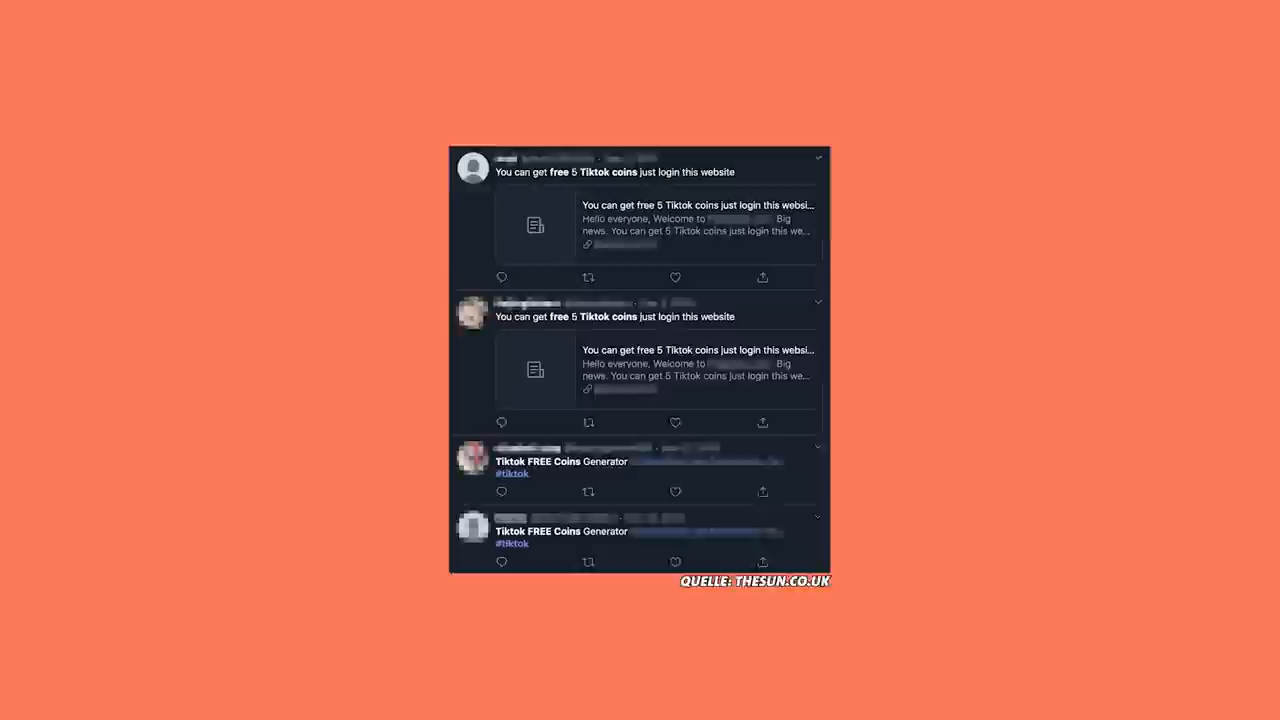 You can get free 5 Tiktok coins just login this website
You can get free 5 Tiktok coins just login this websi...
Hello everyone, Welcome to Big
news. You can get 5 Tiktok coins just login this we...
You can get free 5 Tiktok coins just login this website
You can get free 5 Tiktok coins just login this websi...
Hello everyone, Welcome to Big
news. You can get 5 Tiktok coins just login this we...
Tiktok FREE Coins Generator
#tiktok
Tiktok FREE Coins Generator
#tiktok
QUELLE: THESUN.CO.UK